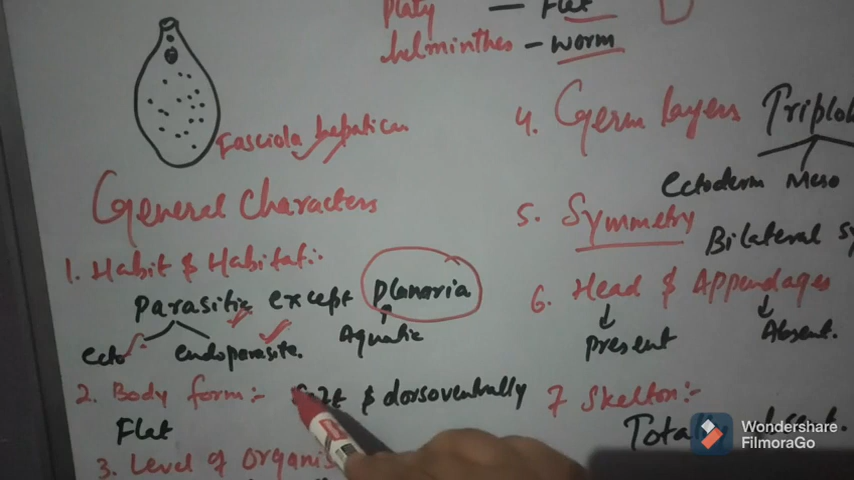 Platy — Flat
helminthes - worm
Fasciola hepatica
General characters
1. Habit & Habitat:-
Parasitic except Planaria
Ecto endoparasite. Aquatic
2. Body form:- & dorsoventrally
Flat
3. Level of organis
4. Germ layers Triplob
Ectoderm Meso
5. Symmetry
Bilateral sy
6. Head & Appendages
Present Absent.
7 Skelton:-
Totally absent.
Wondershare
FilmoraGo